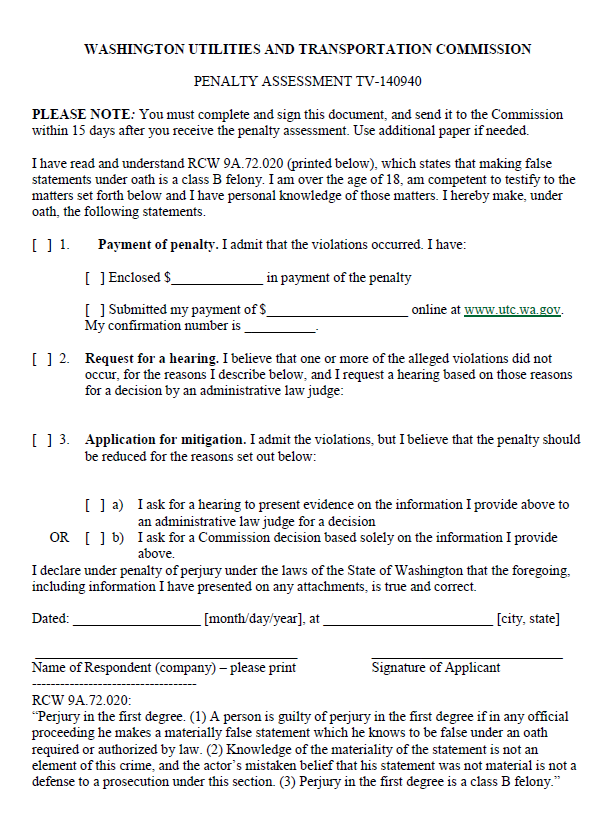 WASHINGTON UTILITIES AND TRANSPORTATION COMMISSION
PENALTY ASSESSMENT TV-140940
PLEASE NOTE: You must complete and sign this document, and send it to the Commission
within 15 days after you receive the penalty assessment. Use additional paper if needed.
I have read and understand RCW 9A.72.020 (printed below), which states that making false
statements under oath is a class B felony. I am over the age of 18, am competent to testify to the
matters set forth below and I have personal knowledge of those matters. I hereby make, under
oath, the following statements.
[ ] 1. Payment of penalty. I admit that the violations occurred. I have:
[ ] Enclosed $______________ in payment of the penalty
[ ] Submitted my payment of $_____________________ online at www.utc.wa.gov.
My confirmation number is __________.
[ ] 2. Request for a hearing. I believe that one or more of the alleged violations did not
occur, for the reasons I describe below, and I request a hearing based on those reasons
for a decision by an administrative law judge:
[ ] 3. Application for mitigation. I admit the violations, but I believe that the penalty should
be reduced for the reasons set out below:
[ ] a) I ask for a hearing to present evidence on the information I provide above to
an administrative law judge for a decision
OR [ ] b) I ask for a Commission decision based solely on the information I provide
above.
I declare under penalty of perjury under the laws of the State of Washington that the foregoing,
including information I have presented on any attachments, is true and correct.
Dated: ___________________ [month/day/year], at _________________________ [city, state]
_______________________________________ ____________________________
Name of Respondent (company) – please print Signature of Applicant
-----------------------------------
RCW 9A.72.020:
“Perjury in the first degree. (1) A person is guilty of perjury in the first degree if in any official
proceeding he makes a materially false statement which he knows to be false under an oath
required or authorized by law. (2) Knowledge of the materiality of the statement is not an
element of this crime, and the actor’s mistaken belief that his statement was not material is not a
defense to a prosecution under this section. (3) Perjury in the first degree is a class B felony.”